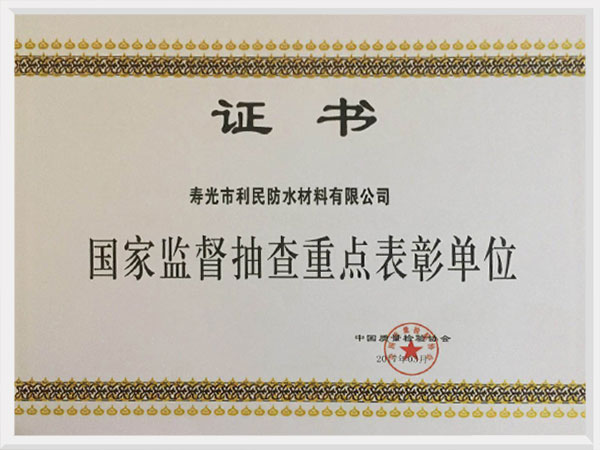 证书
寿光市利民防水材料有限公司
国家监督抽查重点表彰单位
中国质量检验协会